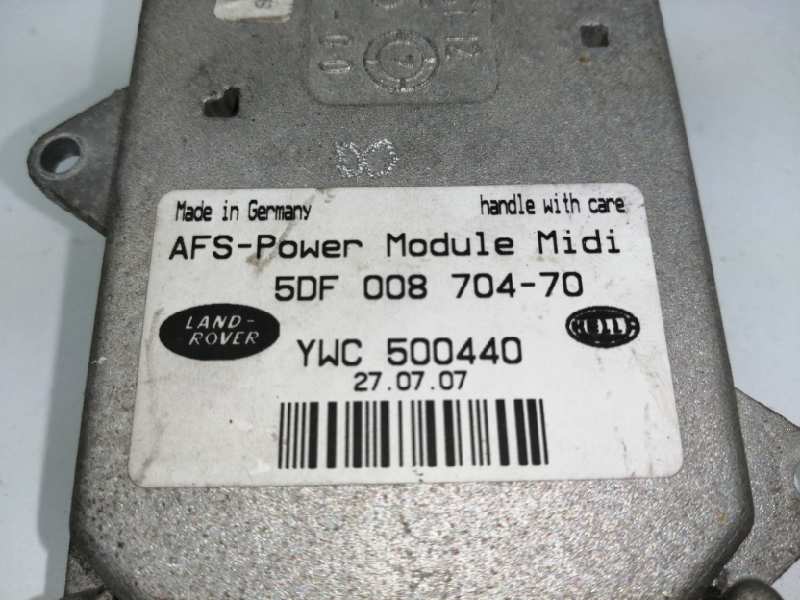 Made in Germany handle with care
AFS-Power Module Midi
5DF 008 704-70
LAND-
ROVER
HELLA
YWC 500440
27.07.07